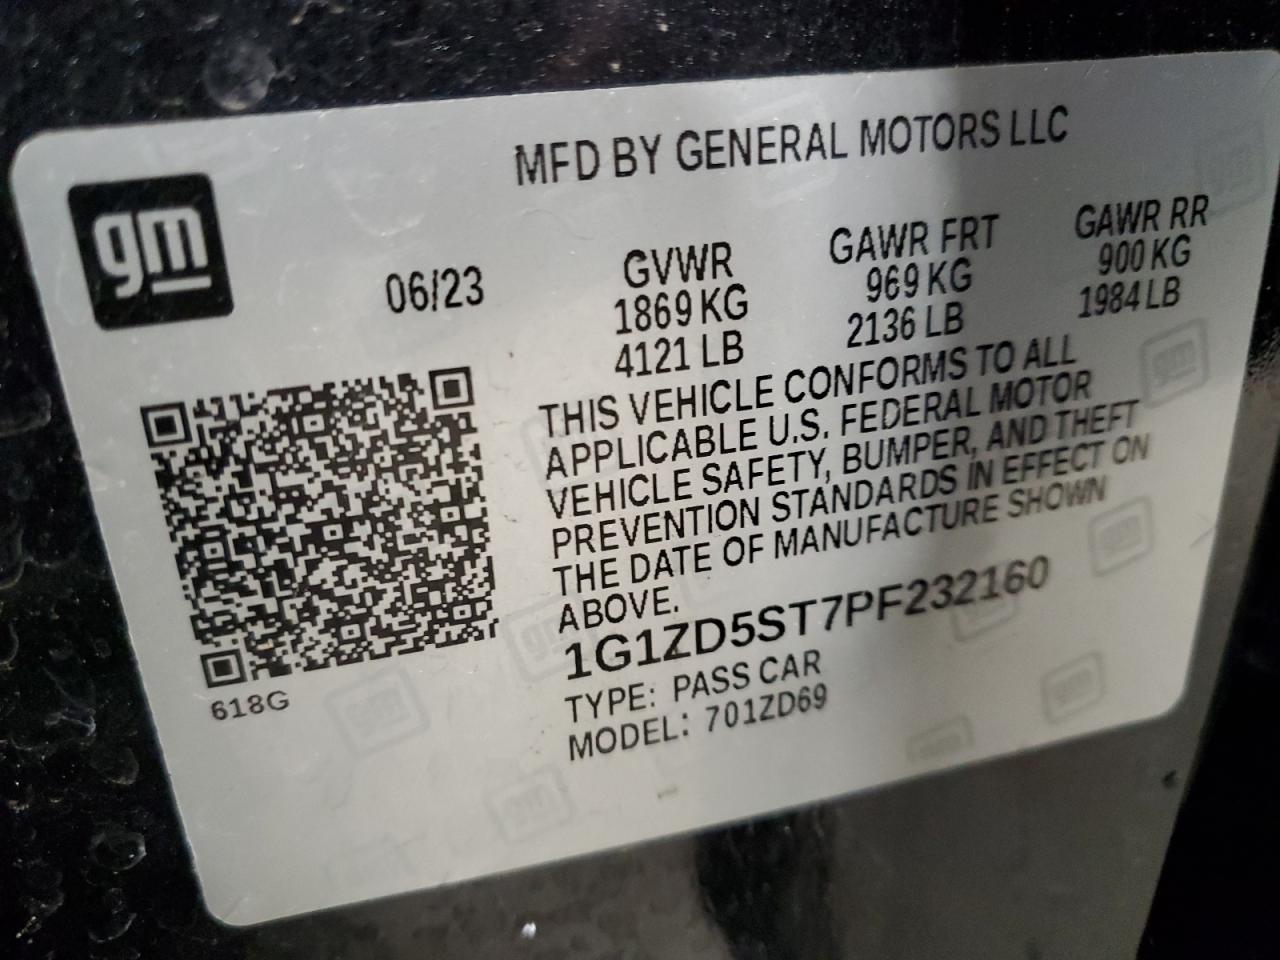 MFD BY GENERAL MOTORS LLC
gm
06/23
GVWR
1869 KG
4121 LB
GAWR FRT
969 KG
2136 LB
GAWR RR
900 KG
1984 LB
THIS VEHICLE CONFORMS TO ALL
APPLICABLE U.S. FEDERAL MOTOR
VEHICLE SAFETY, BUMPER, AND THEFT
PREVENTION STANDARDS IN EFFECT ON
THE DATE OF MANUFACTURE SHOWN
ABOVE.
1G1ZD5ST7PF232160
TYPE: PASS CAR
MODEL: 701ZD69
618G